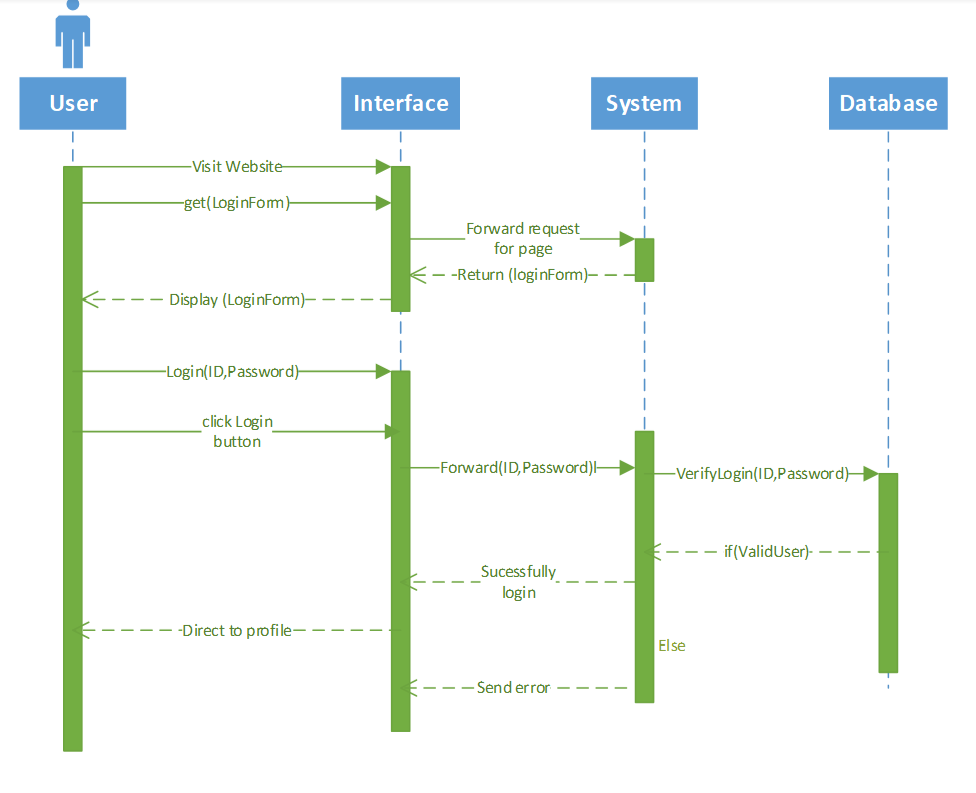 User
Interface
System
Database
Visit Website
get(LoginForm)
Forward request
for page
Return (loginForm)
Display (LoginForm)
Login(ID,Password)
click Login
button
Forward(ID,Password)l
VerifyLogin(ID,Password)
if(ValidUser)
Sucessfully
login
Direct to profile
Else
Send error